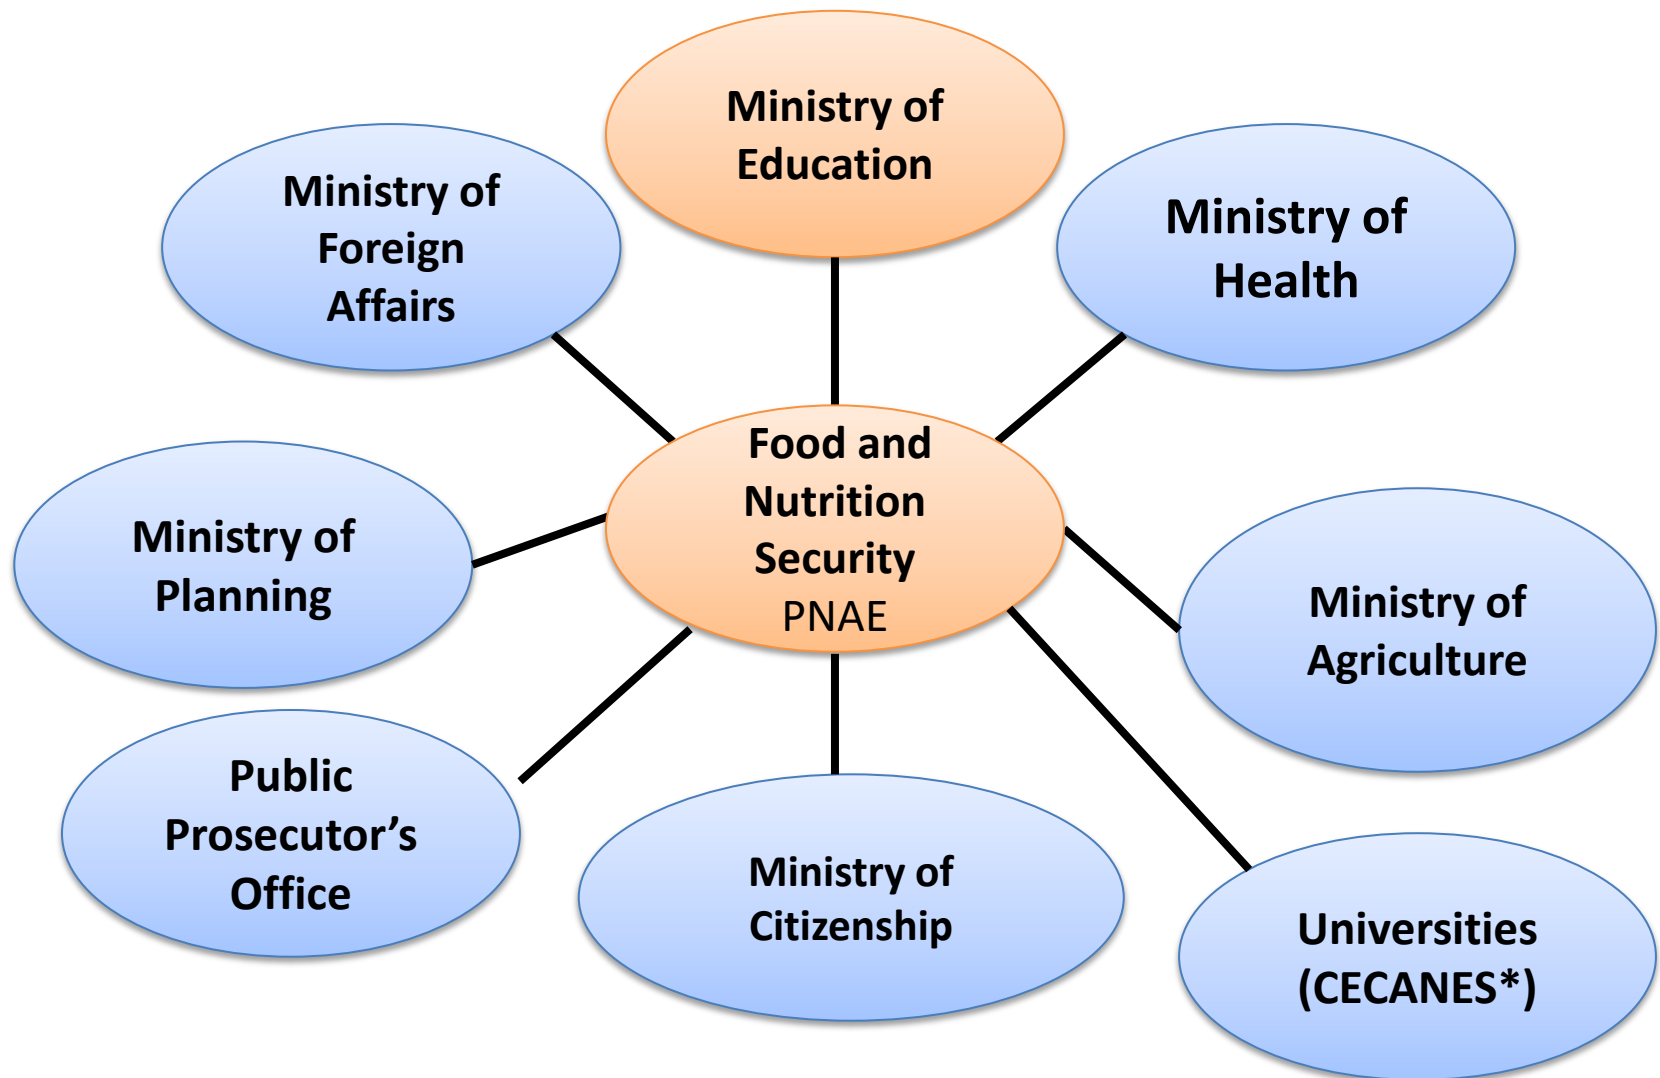 Ministry of
Education
Ministry of
Foreign
Affairs
Ministry of
Health
Food and
Nutrition
Security
PNAE
Ministry of
Planning
Ministry of
Agriculture
Public
Prosecutor’s
Office
Ministry of
Citizenship
Universities
(CECANES*)